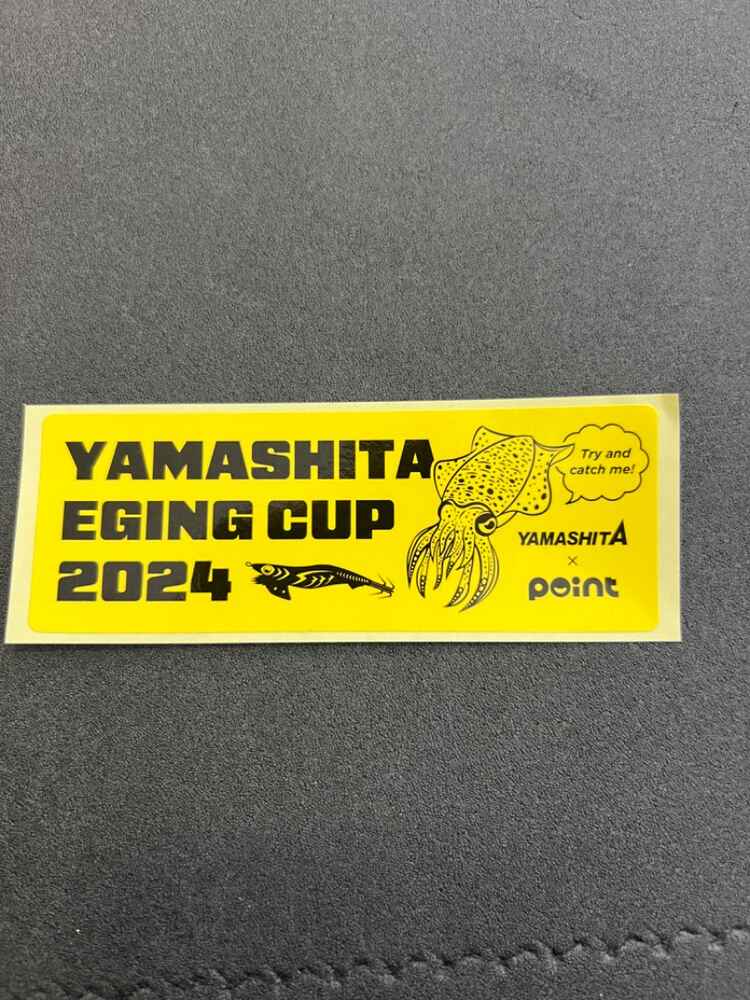 YAMASHITA
EGING CUP
2024
Try and
catch me!
YAMASHITA
×
point